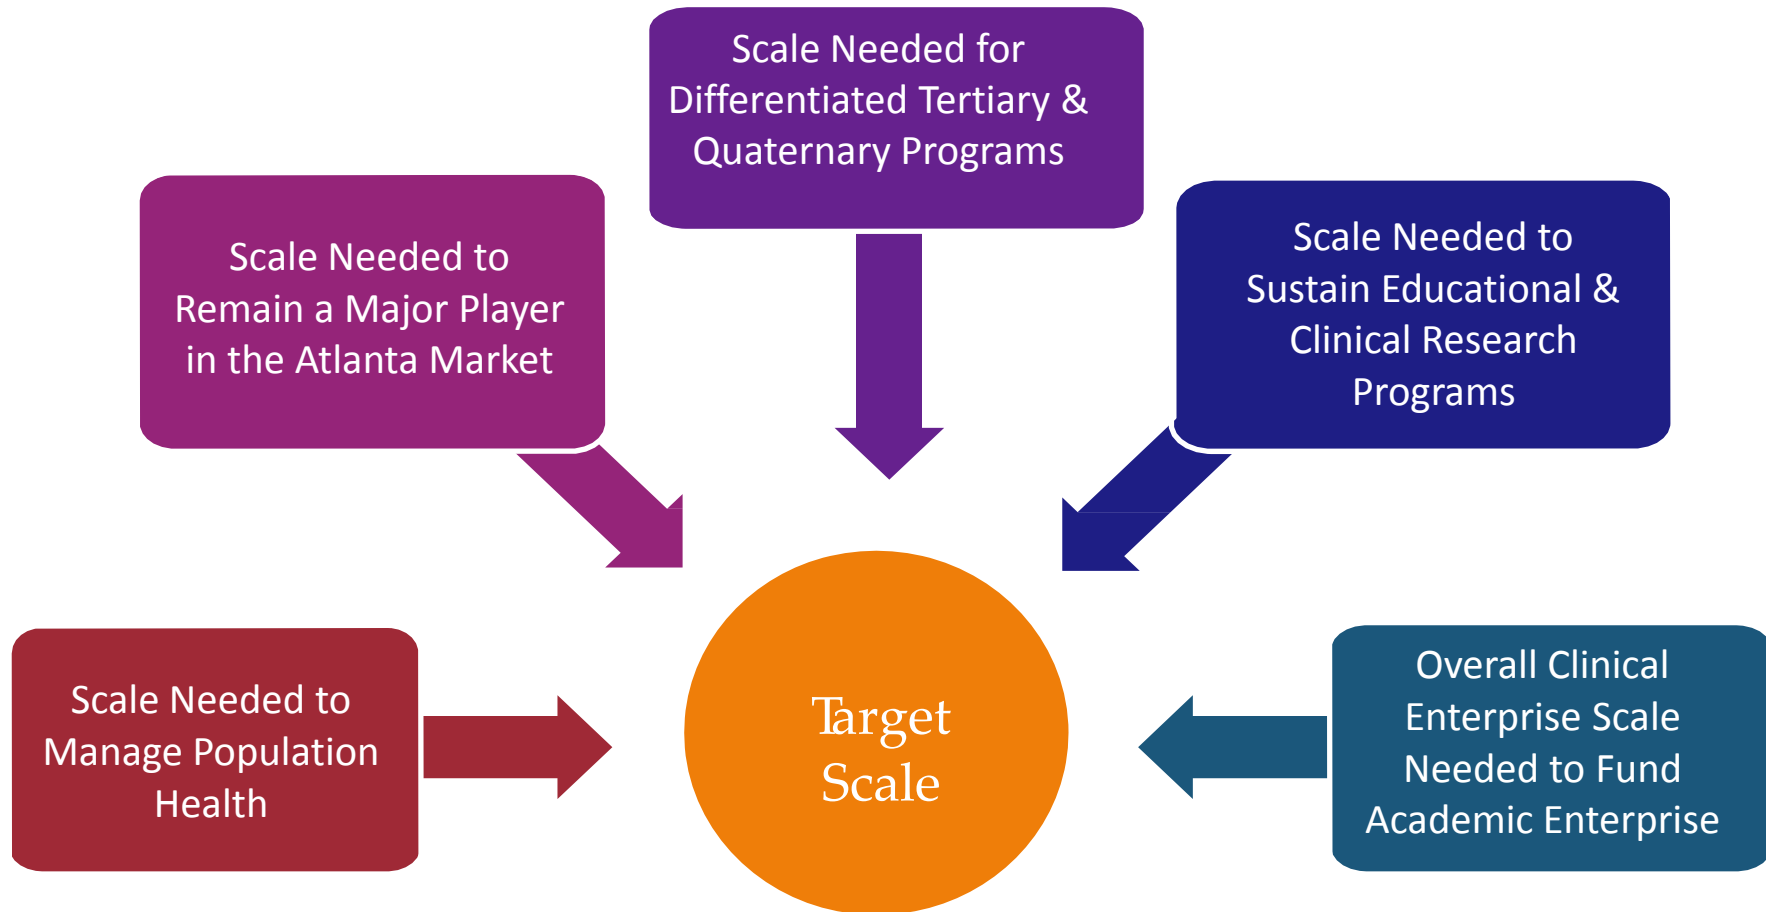 Scale Needed for
Differentiated Tertiary &
Quaternary Programs
Scale Needed to
Remain a Major Player
in the Atlanta Market
Scale Needed to
Sustain Educational &
Clinical Research
Programs
Scale Needed to
Manage Population
Health
Target
Scale
Overall Clinical
Enterprise Scale
Needed to Fund
Academic Enterprise